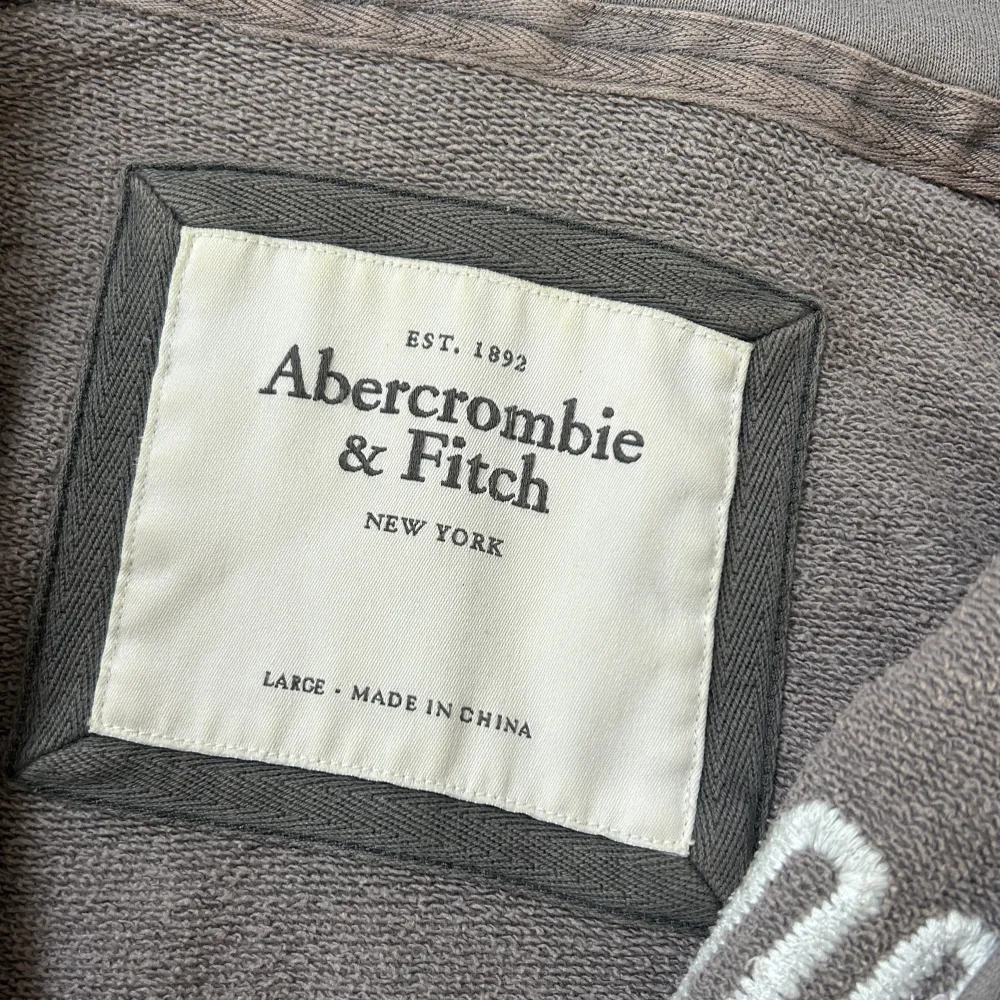 EST. 1892
Abercrombie
& Fitch
NEW YORK
LARGE · MADE IN CHINA